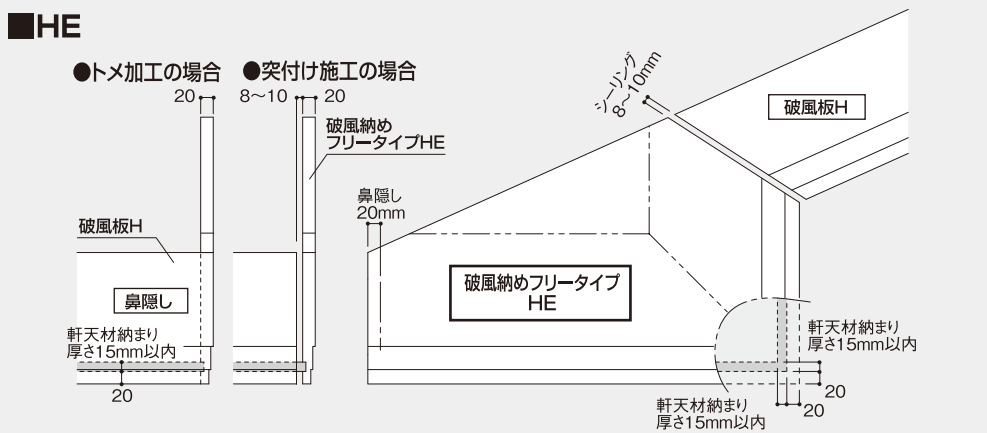 ■HE
●トメ加工の場合
20
破風板H
鼻隠し
軒天材納まり
厚さ15mm以内
20
●突付け施工の場合
8～10
20
破風納め
フリータイプHE
シーリング
8～10mm
破風板H
鼻隠し
20mm
破風納めフリータイプ
HE
軒天材納まり
厚さ15mm以内
20
軒天材納まり
厚さ15mm以内
20